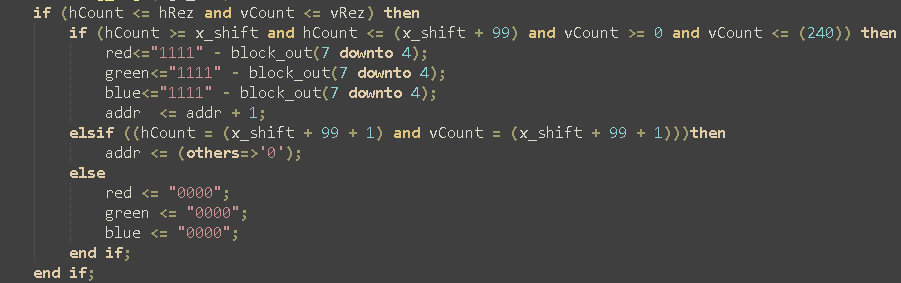 if (hCount <= hRez and vCount <= vRez) then
if (hCount >= x_shift and hCount <= (x_shift + 99) and vCount >= 0 and vCount <= (240)) then
red<="1111" - block_out(7 downto 4);
green<="1111" - block_out(7 downto 4);
blue<="1111" - block_out(7 downto 4);
addr  <= addr + 1;
elsif ((hCount = (x_shift + 99 + 1) and vCount = (x_shift + 99 + 1)))then
addr <= (others=>'0');
else
red <= "0000";
green <= "0000";
blue <= "0000";
end if;
end if;